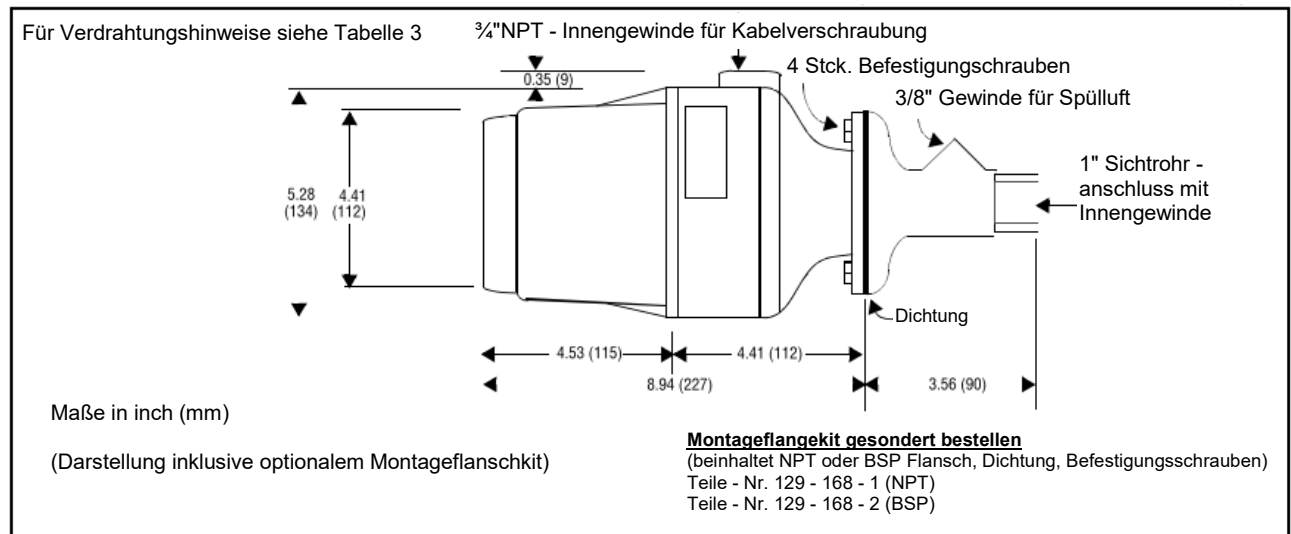 Für Verdrahtungshinweise siehe Tabelle 3
¾"NPT - Innengewinde für Kabelverschraubung
0.35 (9)
4 Stck. Befestigungschrauben
3/8" Gewinde für Spülluft
1" Sichtrohr -
anschluss mit
Innengewinde
5.28
(134)
4.41
(112)
Dichtung
4.53 (115)
4.41 (112)
8.94 (227)
3.56 (90)
Maße in inch (mm)
(Darstellung inklusive optionalem Montageflanschkit)
Montageflangekit gesondert bestellen
(beinhaltet NPT oder BSP Flansch, Dichtung, Befestigungsschrauben)
Teile - Nr. 129 - 168 - 1 (NPT)
Teile - Nr. 129 - 168 - 2 (BSP)